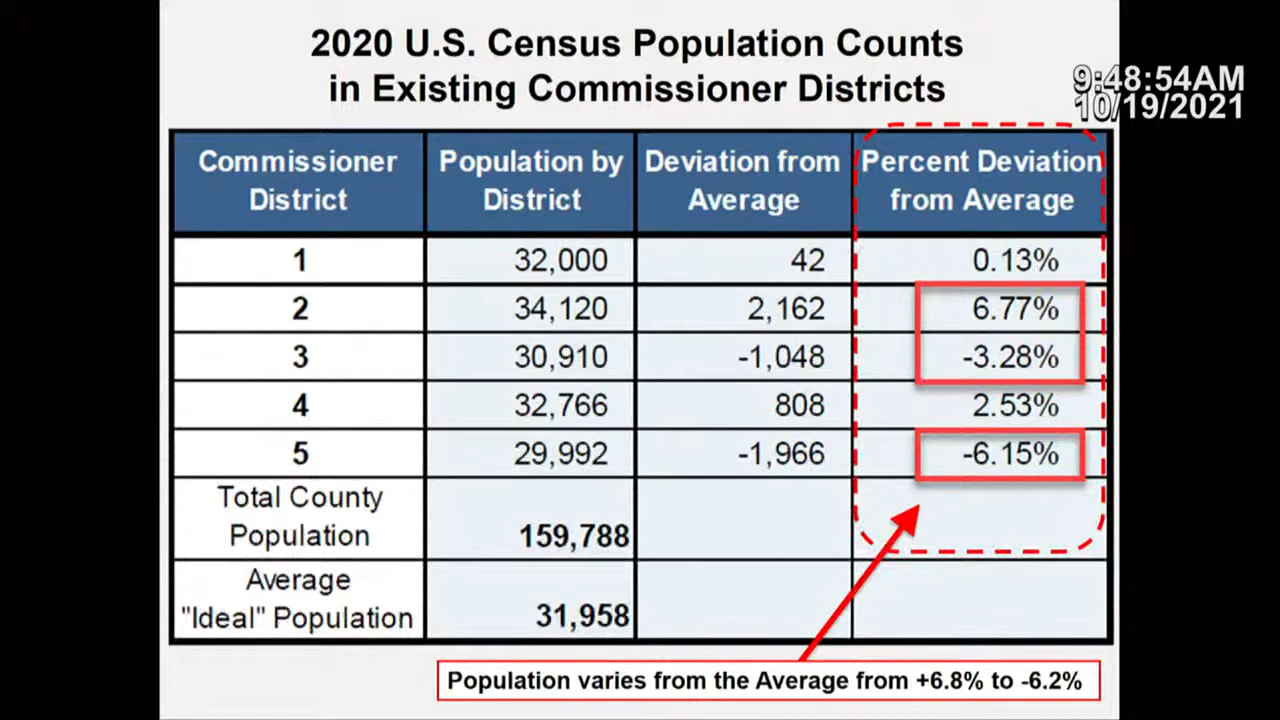 2020 U.S. Census Population Counts
in Existing Commissioner Districts
9:48:54AM
10/19/2021
Commissioner District Population by District Deviation from Average Percent Deviation from Average
1 32,000 42 0.13%
2 34,120 2,162 6.77%
3 30,910 -1,048 -3.28%
4 32,766 808 2.53%
5 29,992 -1,966 -6.15%
Total County
Population 159,788
Average
"Ideal" Population 31,958
Population varies from the Average from +6.8% to -6.2%